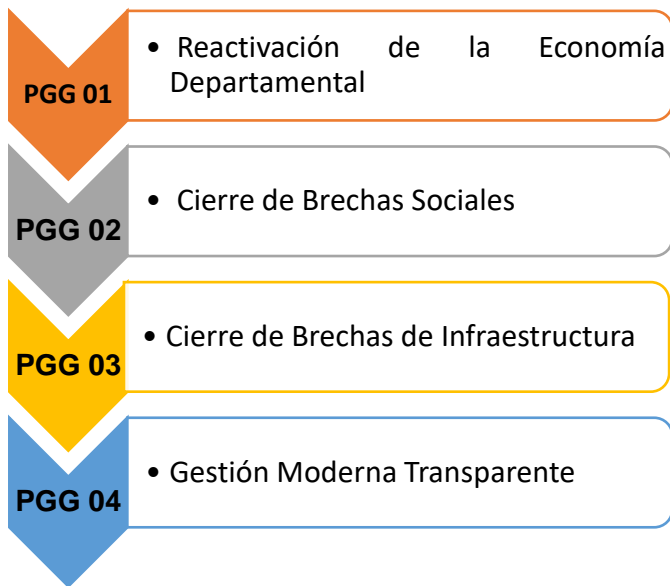 PGG 01
• Reactivación de la Economía
Departamental
PGG 02
• Cierre de Brechas Sociales
PGG 03
• Cierre de Brechas de Infraestructura
PGG 04
• Gestión Moderna Transparente